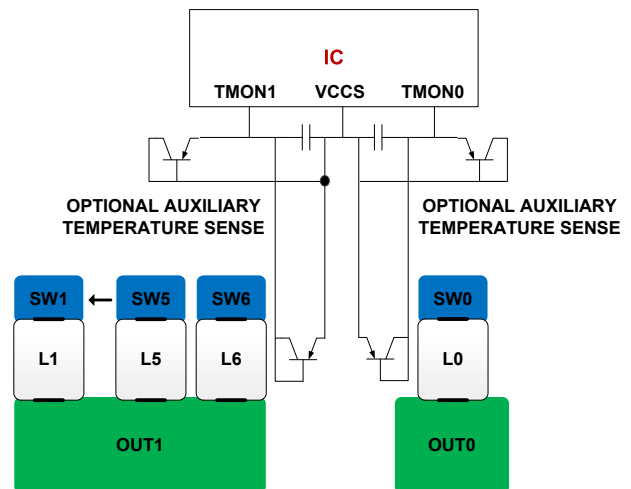 IC
TMON1 VCCS TMON0
OPTIONAL AUXILIARY
TEMPERATURE SENSE
OPTIONAL AUXILIARY
TEMPERATURE SENSE
SW1 SW5 SW6 SW0
L1 L5 L6 L0
OUT1 OUT0